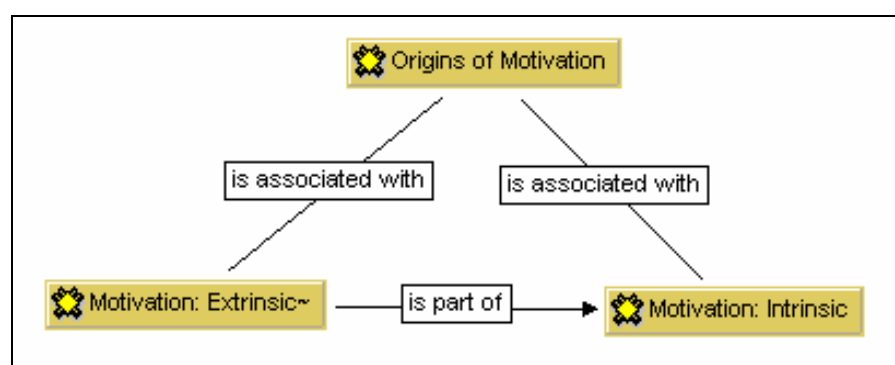 Origins of Motivation
is associated with
is associated with
Motivation: Extrinsic~
is part of
Motivation: Intrinsic